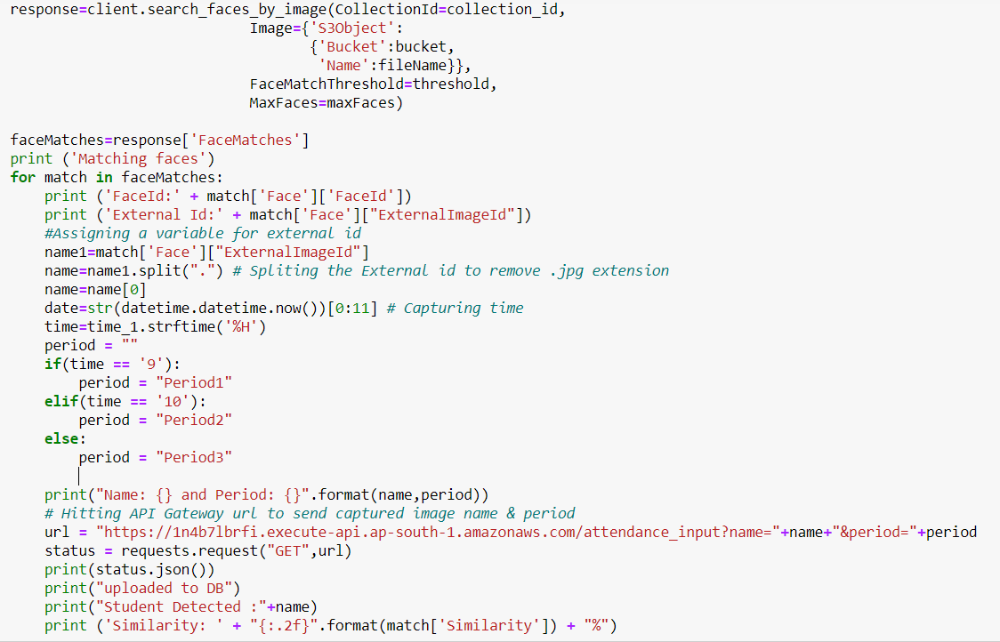 response=client.search_faces_by_image(CollectionId=collection_id,
                            Image={'S3Object':
                                   {'Bucket':bucket,
                                    'Name':fileName}},
                            FaceMatchThreshold=threshold,
                            MaxFaces=maxFaces)

faceMatches=response['FaceMatches']
print ('Matching faces')
for match in faceMatches:
    print ('FaceId:' + match['Face']['FaceId'])
    print ('External Id:' + match['Face']["ExternalImageId"])
    #Assigning a variable for external id
    name1=match['Face']["ExternalImageId"]
    name=name1.split(".") # Spliting the External id to remove .jpg extension
    name=name[0]
    date=str(datetime.datetime.now())[0:11] # Capturing time
    time=time_1.strftime('%H')
    period = ""
    if(time == '9'):
        period = "Period1"
    elif(time == '10'):
        period = "Period2"
    else:
        period = "Period3"

    print("Name: {} and Period: {}".format(name,period))
    # Hitting API Gateway url to send captured image name & period
    url = "https://1n4b7lbrfi.execute-api.ap-south-1.amazonaws.com/attendance_input?name="+name+"&period="+period
    status = requests.request("GET",url)
    print(status.json())
    print("uploaded to DB")
    print("Student Detected :"+name)
    print ('Similarity: ' + "{:.2f}".format(match['Similarity']) + "%")